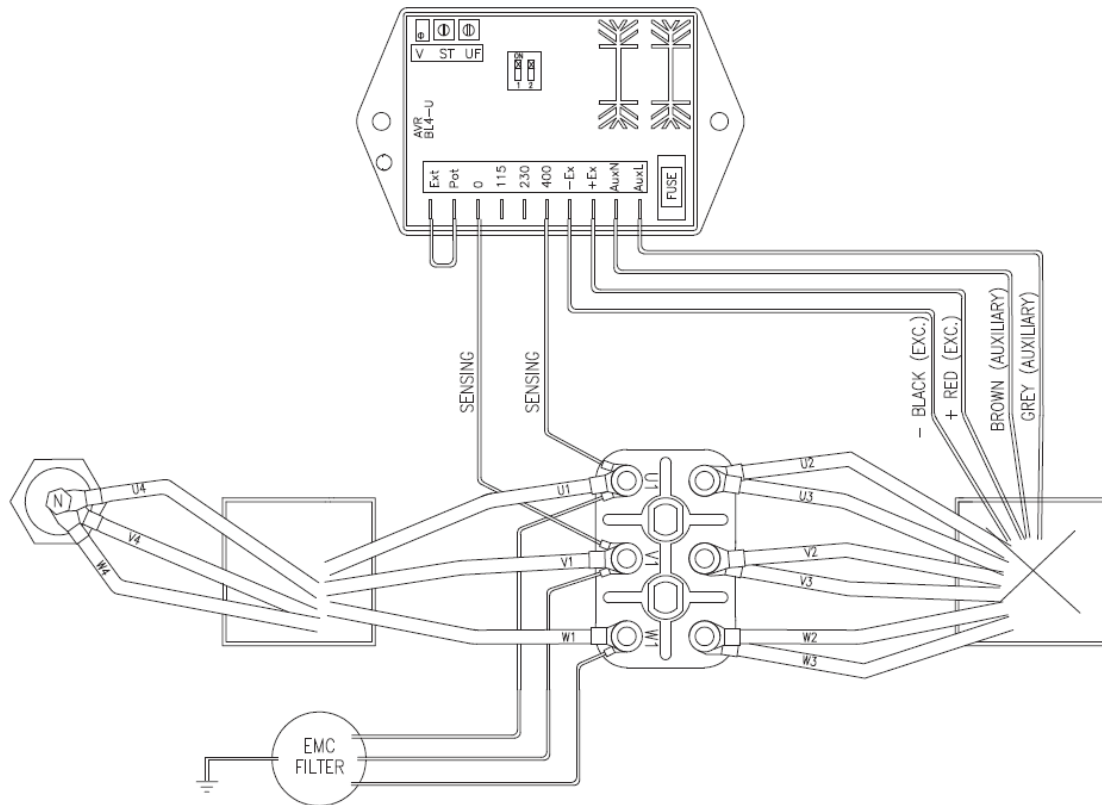 V ST UF
ON
1 2
AVR
BL4-U
Ext Pot 0 115 230 400 -Ex +Ex AuxN AuxL
FUSE
SENSING
SENSING
- BLACK (EXC.)
+ RED (EXC.)
BROWN (AUXILIARY)
GREY (AUXILIARY)
N
U4
V4
W4
U1
V1
W1
U1
V1
W1
U2
U3
V2
V3
W2
W3
EMC
FILTER